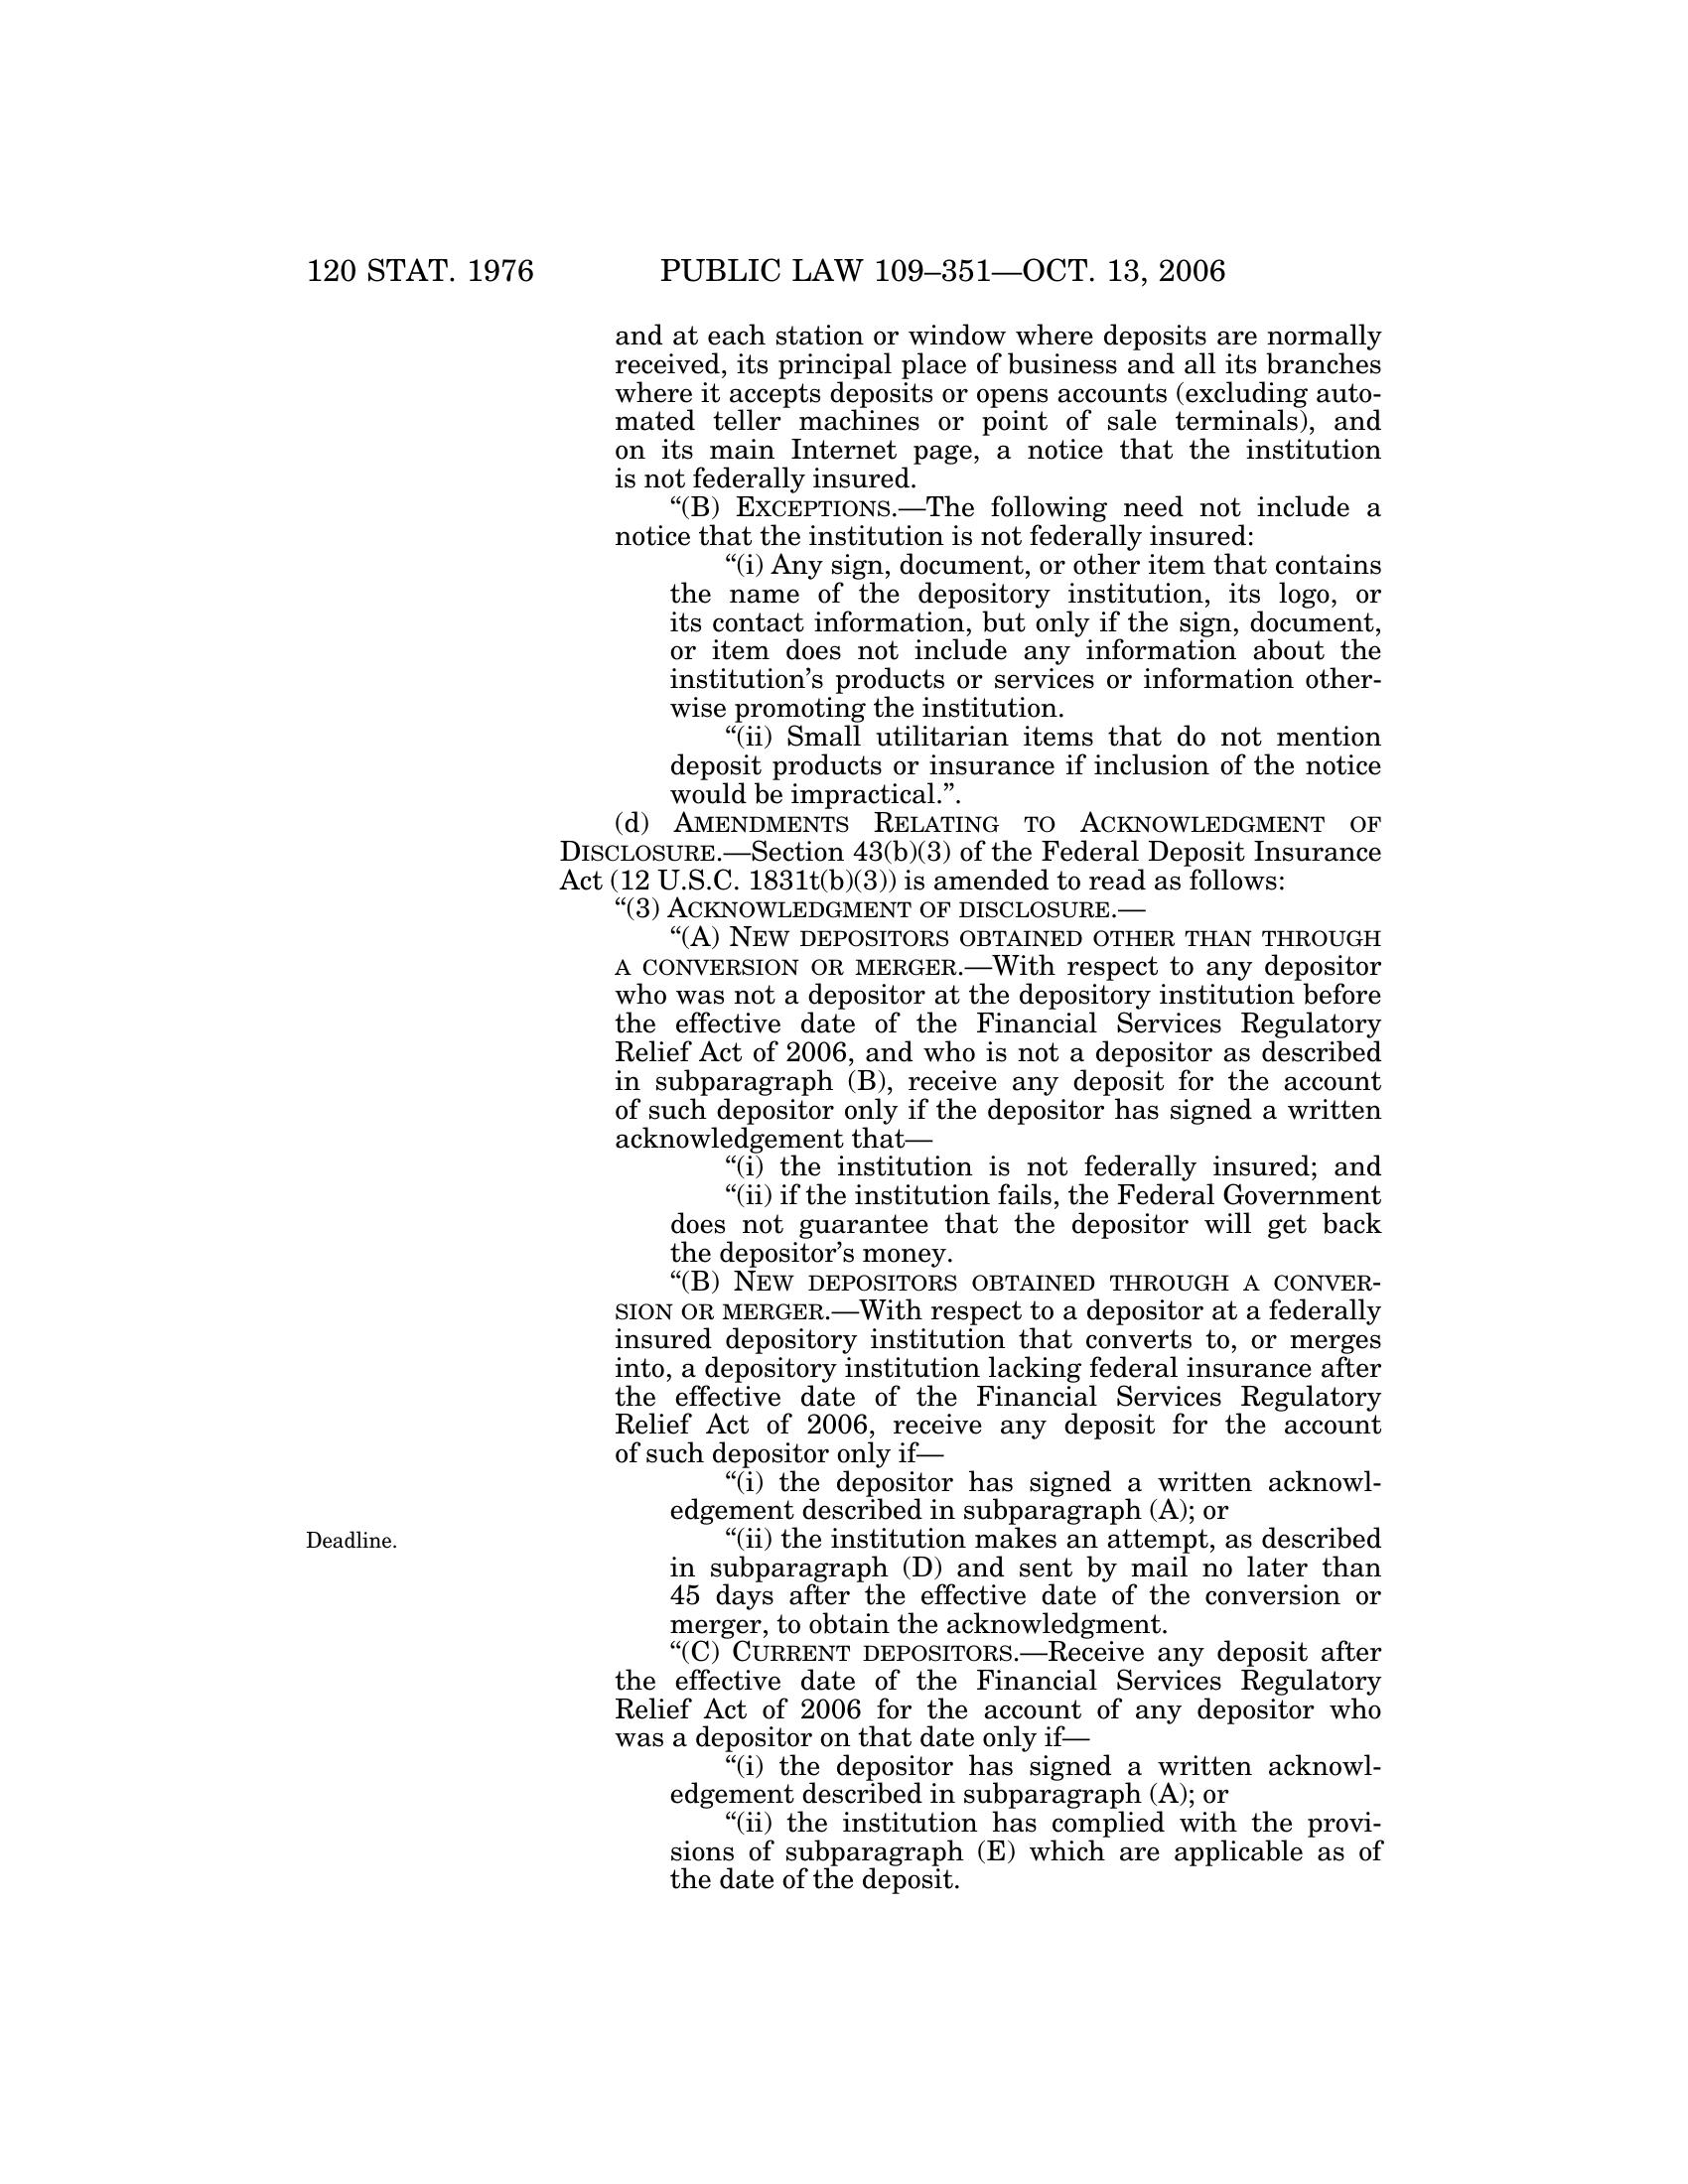 120 STAT. 1976 PUBLIC LAW 109–351—OCT. 13, 2006
and at each station or window where deposits are normally
received, its principal place of business and all its branches
where it accepts deposits or opens accounts (excluding auto-
mated teller machines or point of sale terminals), and
on its main Internet page, a notice that the institution
is not federally insured.
“(B) EXCEPTIONS.—The following need not include a
notice that the institution is not federally insured:
“(i) Any sign, document, or other item that contains
the name of the depository institution, its logo, or
its contact information, but only if the sign, document,
or item does not include any information about the
institution’s products or services or information other-
wise promoting the institution.
“(ii) Small utilitarian items that do not mention
deposit products or insurance if inclusion of the notice
would be impractical.”.
(d) AMENDMENTS RELATING TO ACKNOWLEDGMENT OF
DISCLOSURE.—Section 43(b)(3) of the Federal Deposit Insurance
Act (12 U.S.C. 1831t(b)(3)) is amended to read as follows:
“(3) ACKNOWLEDGMENT OF DISCLOSURE.—
“(A) NEW DEPOSITORS OBTAINED OTHER THAN THROUGH
A CONVERSION OR MERGER.—With respect to any depositor
who was not a depositor at the depository institution before
the effective date of the Financial Services Regulatory
Relief Act of 2006, and who is not a depositor as described
in subparagraph (B), receive any deposit for the account
of such depositor only if the depositor has signed a written
acknowledgement that—
“(i) the institution is not federally insured; and
“(ii) if the institution fails, the Federal Government
does not guarantee that the depositor will get back
the depositor’s money.
“(B) NEW DEPOSITORS OBTAINED THROUGH A CONVER-
SION OR MERGER.—With respect to a depositor at a federally
insured depository institution that converts to, or merges
into, a depository institution lacking federal insurance after
the effective date of the Financial Services Regulatory
Relief Act of 2006, receive any deposit for the account
of such depositor only if—
“(i) the depositor has signed a written acknowl-
edgement described in subparagraph (A); or
Deadline. “(ii) the institution makes an attempt, as described
in subparagraph (D) and sent by mail no later than
45 days after the effective date of the conversion or
merger, to obtain the acknowledgment.
“(C) CURRENT DEPOSITORS.—Receive any deposit after
the effective date of the Financial Services Regulatory
Relief Act of 2006 for the account of any depositor who
was a depositor on that date only if—
“(i) the depositor has signed a written acknowl-
edgement described in subparagraph (A); or
“(ii) the institution has complied with the provi-
sions of subparagraph (E) which are applicable as of
the date of the deposit.